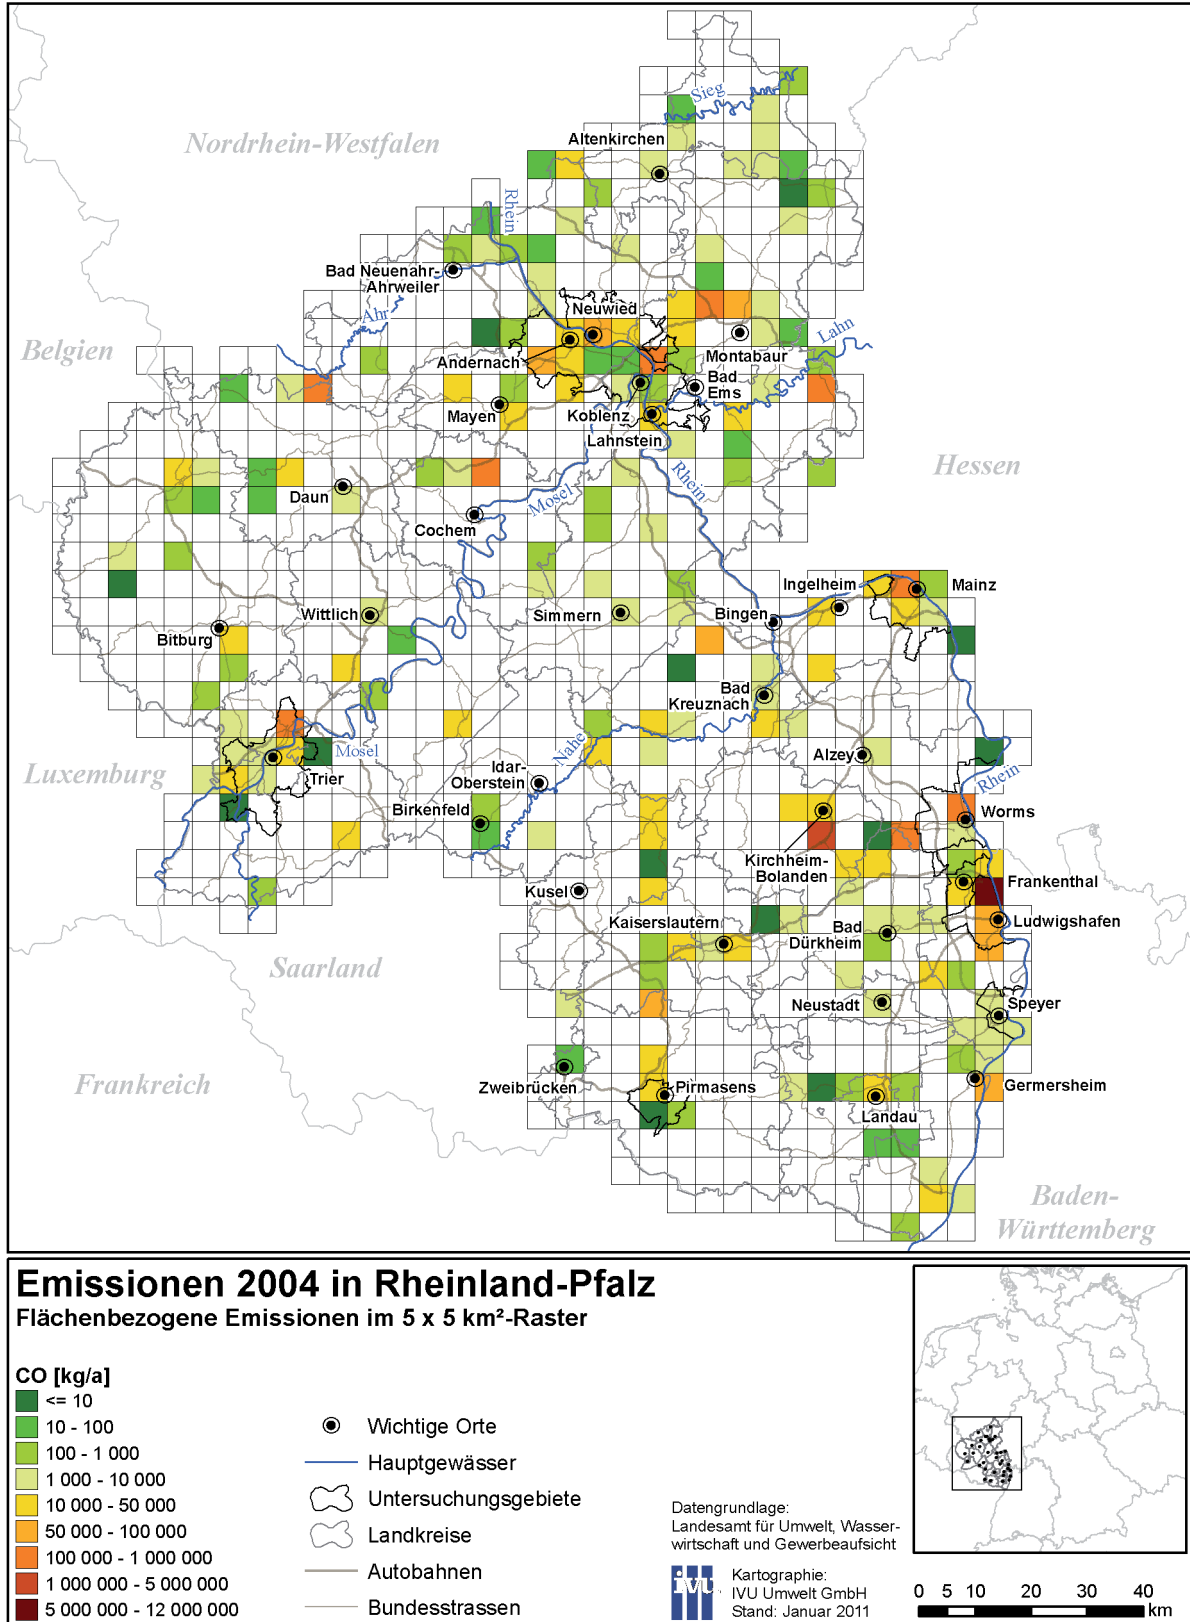 Nordrhein-Westfalen
Sieg
Altenkirchen
Rhein
Bad Neuenahr-
Ahrweiler
Ahr
Neuwied
Belgien
Lahn
Andernach
Montabaur
Bad
Ems
Mayen
Koblenz
Lahnstein
Hessen
Rhein
Daun
Mosel
Cochem
Ingelheim
Mainz
Wittlich
Simmern
Bingen
Bitburg
Bad
Kreuznach
Mosel
Nahe
Alzey
Luxemburg
Trier
Idar-
Oberstein
Rhein
Birkenfeld
Worms
Kirchheim-
Bolanden
Kusel
Frankenthal
Kaiserslautern
Bad
Dürkheim
Ludwigshafen
Saarland
Neustadt
Speyer
Frankreich
Zweibrücken
Pirmasens
Germersheim
Landau
Baden-
Württemberg
Emissionen 2004 in Rheinland-Pfalz
Flächenbezogene Emissionen im 5 x 5 km²-Raster
CO [kg/a]
<= 10
10 - 100
100 - 1 000
1 000 - 10 000
10 000 - 50 000
50 000 - 100 000
100 000 - 1 000 000
1 000 000 - 5 000 000
5 000 000 - 12 000 000
Wichtige Orte
Hauptgewässer
Untersuchungsgebiete
Landkreise
Autobahnen
Bundesstrassen
Datengrundlage:
Landesamt für Umwelt, Wasser-
wirtschaft und Gewerbeaufsicht
ivu
Kartographie:
IVU Umwelt GmbH
Stand: Januar 2011
0 5 10 20 30 40
km